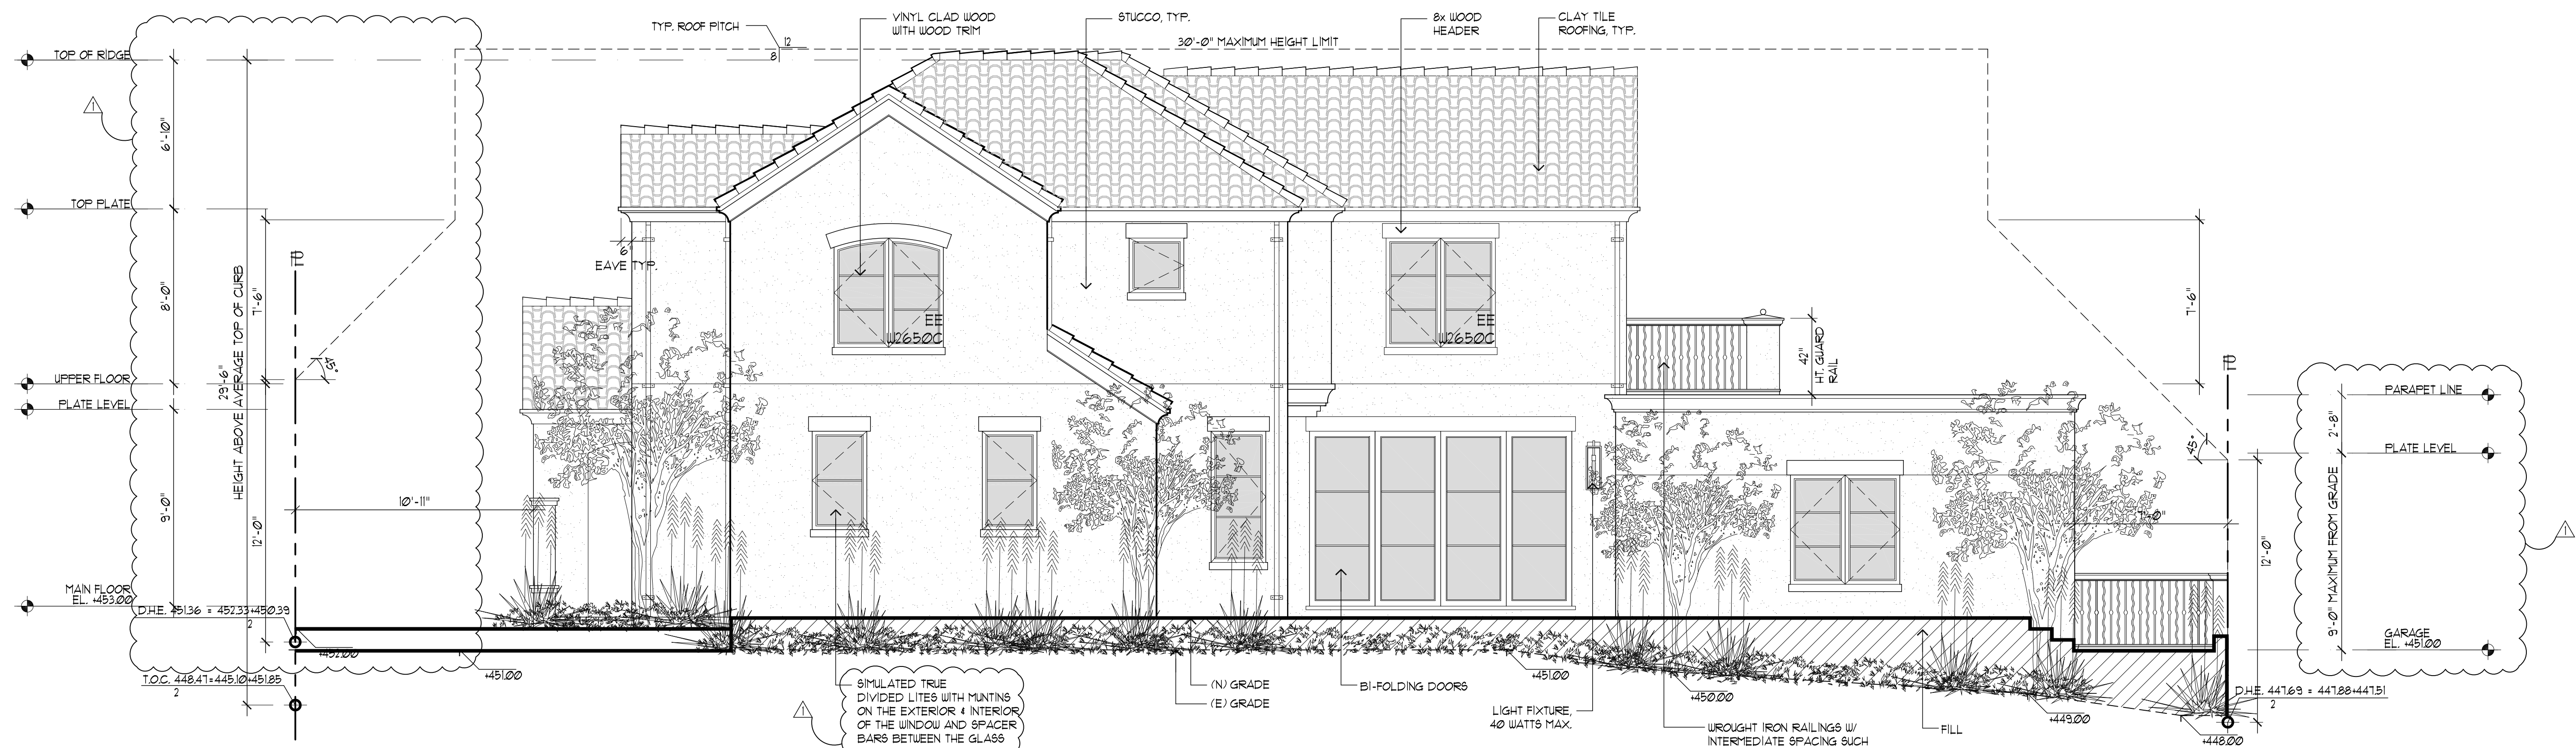 TYP. ROOF PITCH
12
8
VINYL CLAD WOOD
WITH WOOD TRIM
STUCCO, TYP.
8x WOOD
HEADER
CLAY TILE
ROOFING, TYP.
30'-0" MAXIMUM HEIGHT LIMIT
TOP OF RIDGE
1
6'-10"
TOP PLATE
8'-0"
HEIGHT ABOVE AVERAGE TOP OF CURB
29'-6"
7'-6"
45°
UPPER FLOOR
PLATE LEVEL
9'-0"
12'-0"
10'-11"
MAIN FLOOR
EL. +453.00
D.H.E. 451.36 = 452.33+450.39
2
+452.00
+451.00
T.O.C. 448.47=445.10+451.85
2
6"
EAVE TYP.
EE
W2650C
EE
W2650C
42"
HT. GUARD
RAIL
7'-6"
45°
7'-0"
12'-0"
PARAPET LINE
2'-8"
PLATE LEVEL
9'-0" MAXIMUM FROM GRADE
GARAGE
EL. +451.00
1
D.H.E. 447.69 = 447.88+447.51
2
1
SIMULATED TRUE
DIVIDED LITES WITH MUNTINS
ON THE EXTERIOR & INTERIOR
OF THE WINDOW AND SPACER
BARS BETWEEN THE GLASS
(N) GRADE
(E) GRADE
BI-FOLDING DOORS
LIGHT FIXTURE,
40 WATTS MAX.
+451.00
+450.00
WROUGHT IRON RAILINGS W/
INTERMEDIATE SPACING SUCH
FILL
+449.00
+448.00